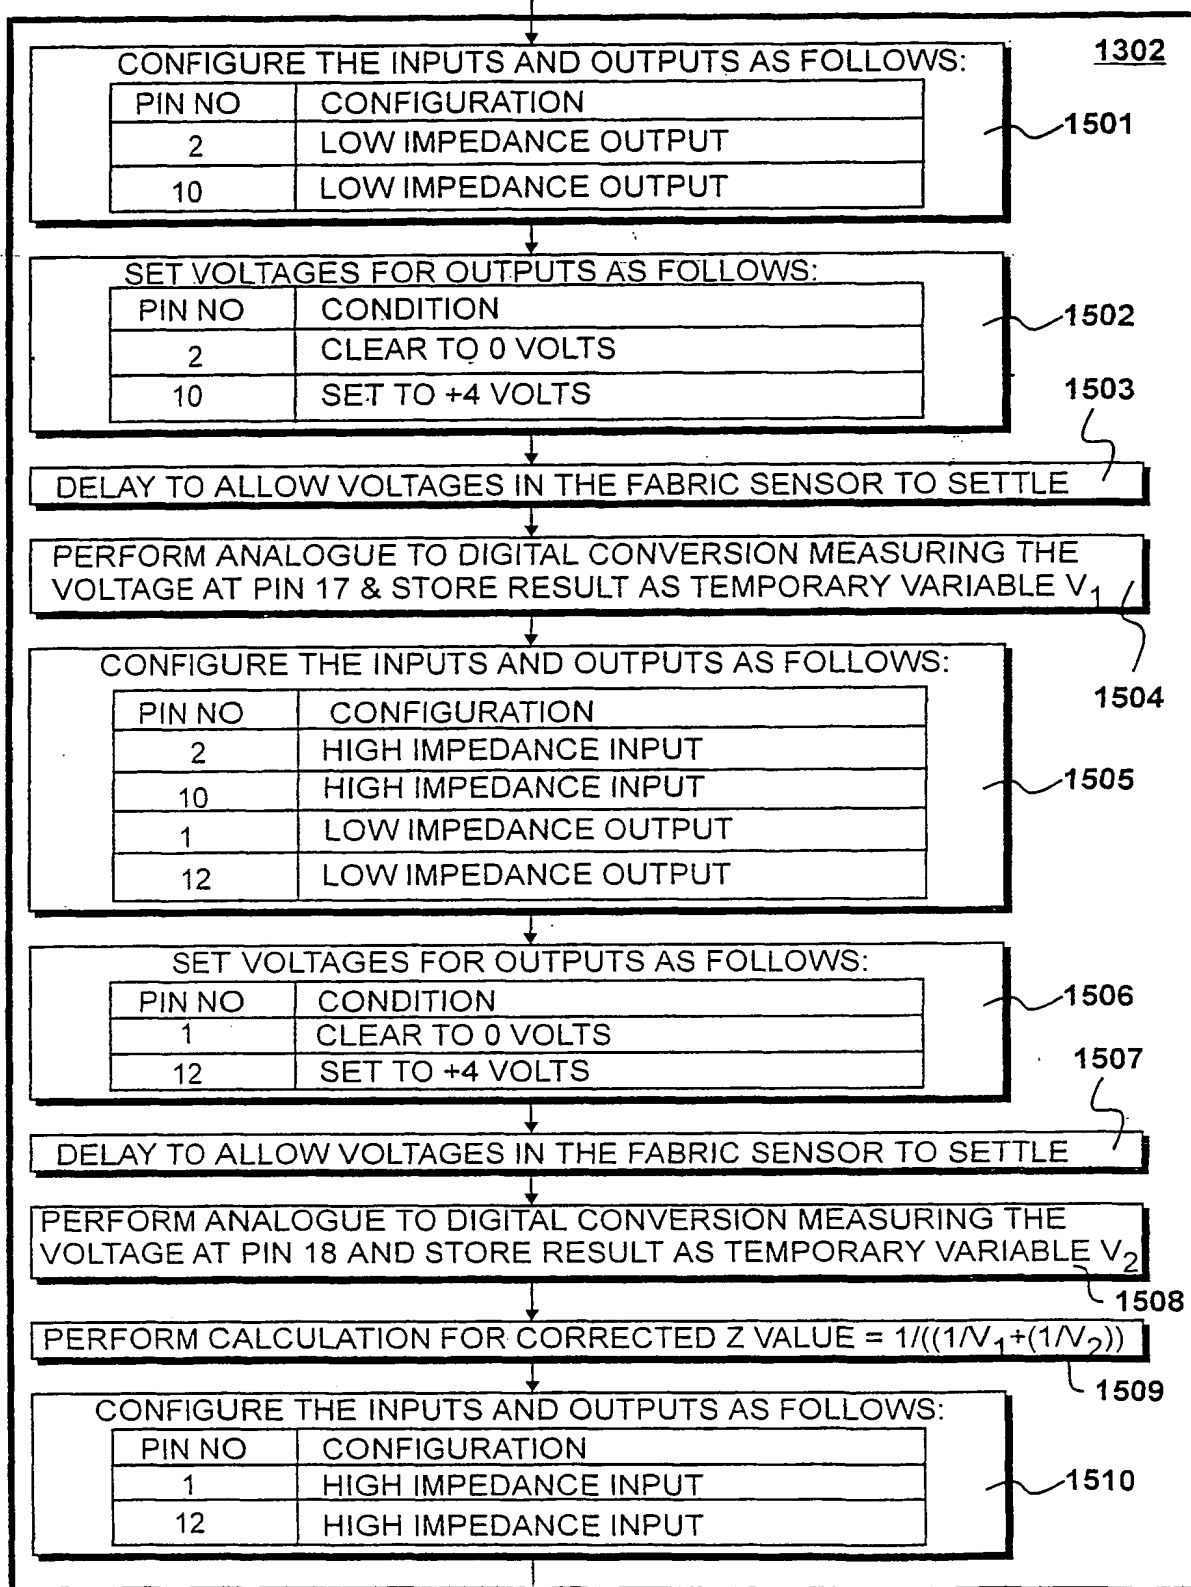 1302
CONFIGURE THE INPUTS AND OUTPUTS AS FOLLOWS:
PIN NO CONFIGURATION
2 LOW IMPEDANCE OUTPUT
10 LOW IMPEDANCE OUTPUT
1501
SET VOLTAGES FOR OUTPUTS AS FOLLOWS:
PIN NO CONDITION
2 CLEAR TO 0 VOLTS
10 SET TO +4 VOLTS
1502
1503
DELAY TO ALLOW VOLTAGES IN THE FABRIC SENSOR TO SETTLE
PERFORM ANALOGUE TO DIGITAL CONVERSION MEASURING THE
VOLTAGE AT PIN 17 & STORE RESULT AS TEMPORARY VARIABLE V1
1504
CONFIGURE THE INPUTS AND OUTPUTS AS FOLLOWS:
PIN NO CONFIGURATION
2 HIGH IMPEDANCE INPUT
10 HIGH IMPEDANCE INPUT
1 LOW IMPEDANCE OUTPUT
12 LOW IMPEDANCE OUTPUT
1505
SET VOLTAGES FOR OUTPUTS AS FOLLOWS:
PIN NO CONDITION
1 CLEAR TO 0 VOLTS
12 SET TO +4 VOLTS
1506
1507
DELAY TO ALLOW VOLTAGES IN THE FABRIC SENSOR TO SETTLE
PERFORM ANALOGUE TO DIGITAL CONVERSION MEASURING THE
VOLTAGE AT PIN 18 AND STORE RESULT AS TEMPORARY VARIABLE V2
1508
PERFORM CALCULATION FOR CORRECTED Z VALUE = 1/((1/V1+(1/V2))
1509
CONFIGURE THE INPUTS AND OUTPUTS AS FOLLOWS:
PIN NO CONFIGURATION
1 HIGH IMPEDANCE INPUT
12 HIGH IMPEDANCE INPUT
1510